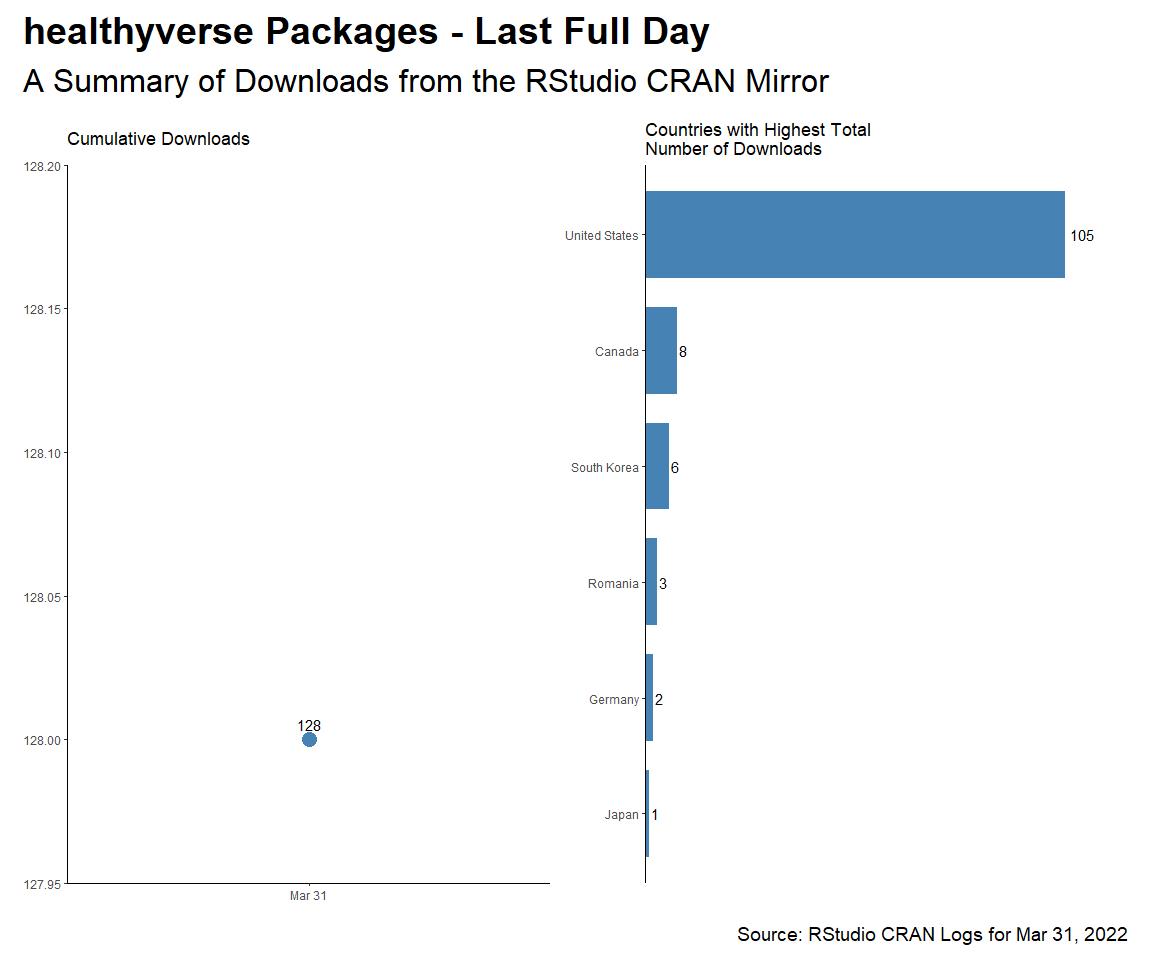 healthyverse Packages - Last Full Day
A Summary of Downloads from the RStudio CRAN Mirror
Cumulative Downloads
128.20
128.15
128.10
128.05
128.00
127.95
128
Mar 31
Countries with Highest Total
Number of Downloads
United States 105
Canada 8
South Korea 6
Romania 3
Germany 2
Japan 1
Source: RStudio CRAN Logs for Mar 31, 2022